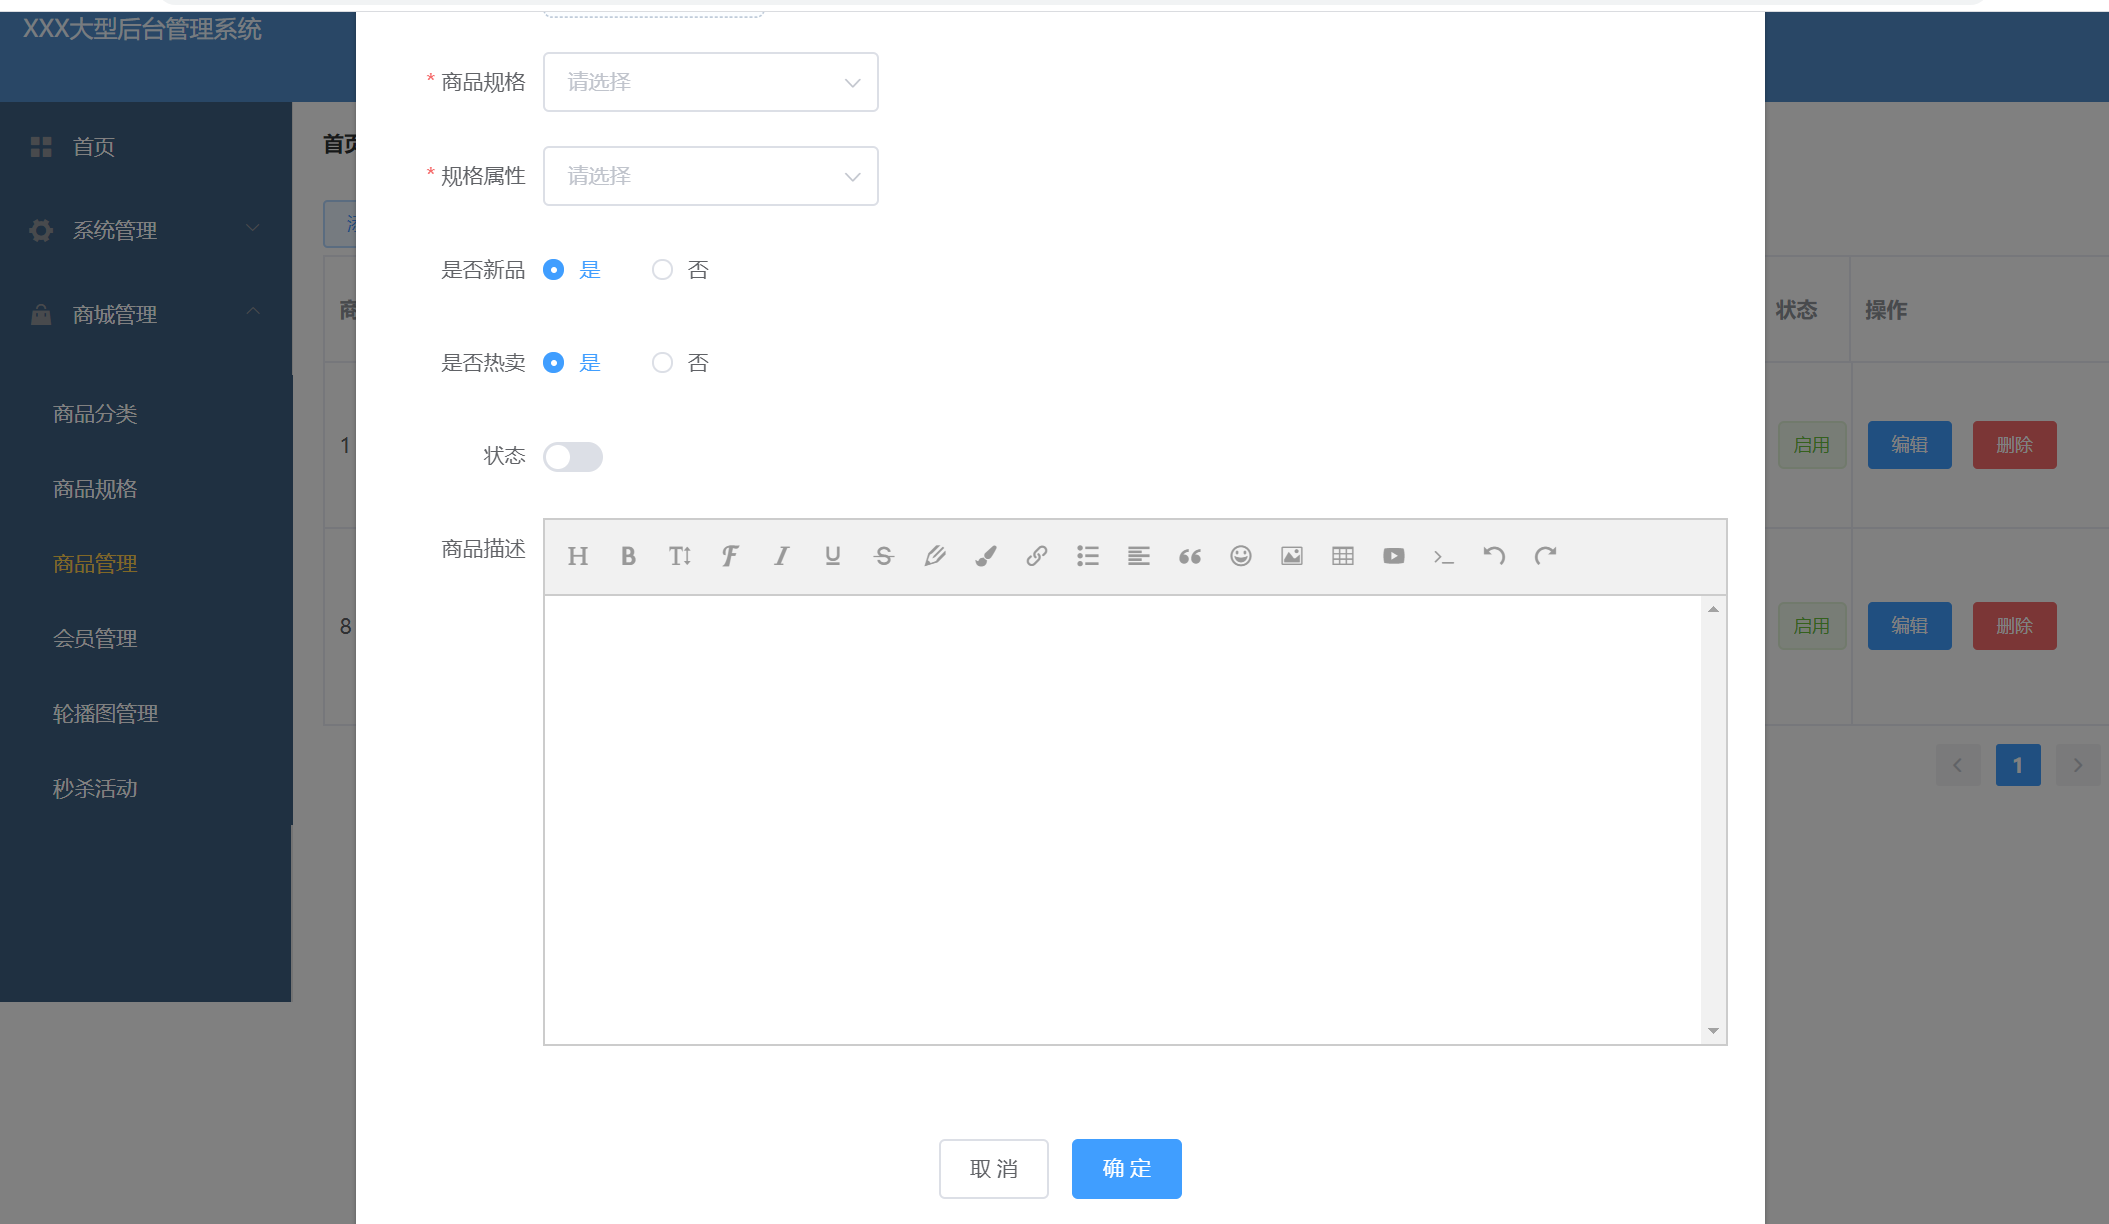 XXX大型后台管理系统
首页
系统管理
商城管理
商品分类
商品规格
商品管理
会员管理
轮播图管理
秒杀活动
首页
商
1
8
* 商品规格 请选择
* 规格属性 请选择
是否新品 是 否
是否热卖 是 否
状态
商品描述
取 消 确 定
状态 操作
启用 编辑 删除
启用 编辑 删除
1